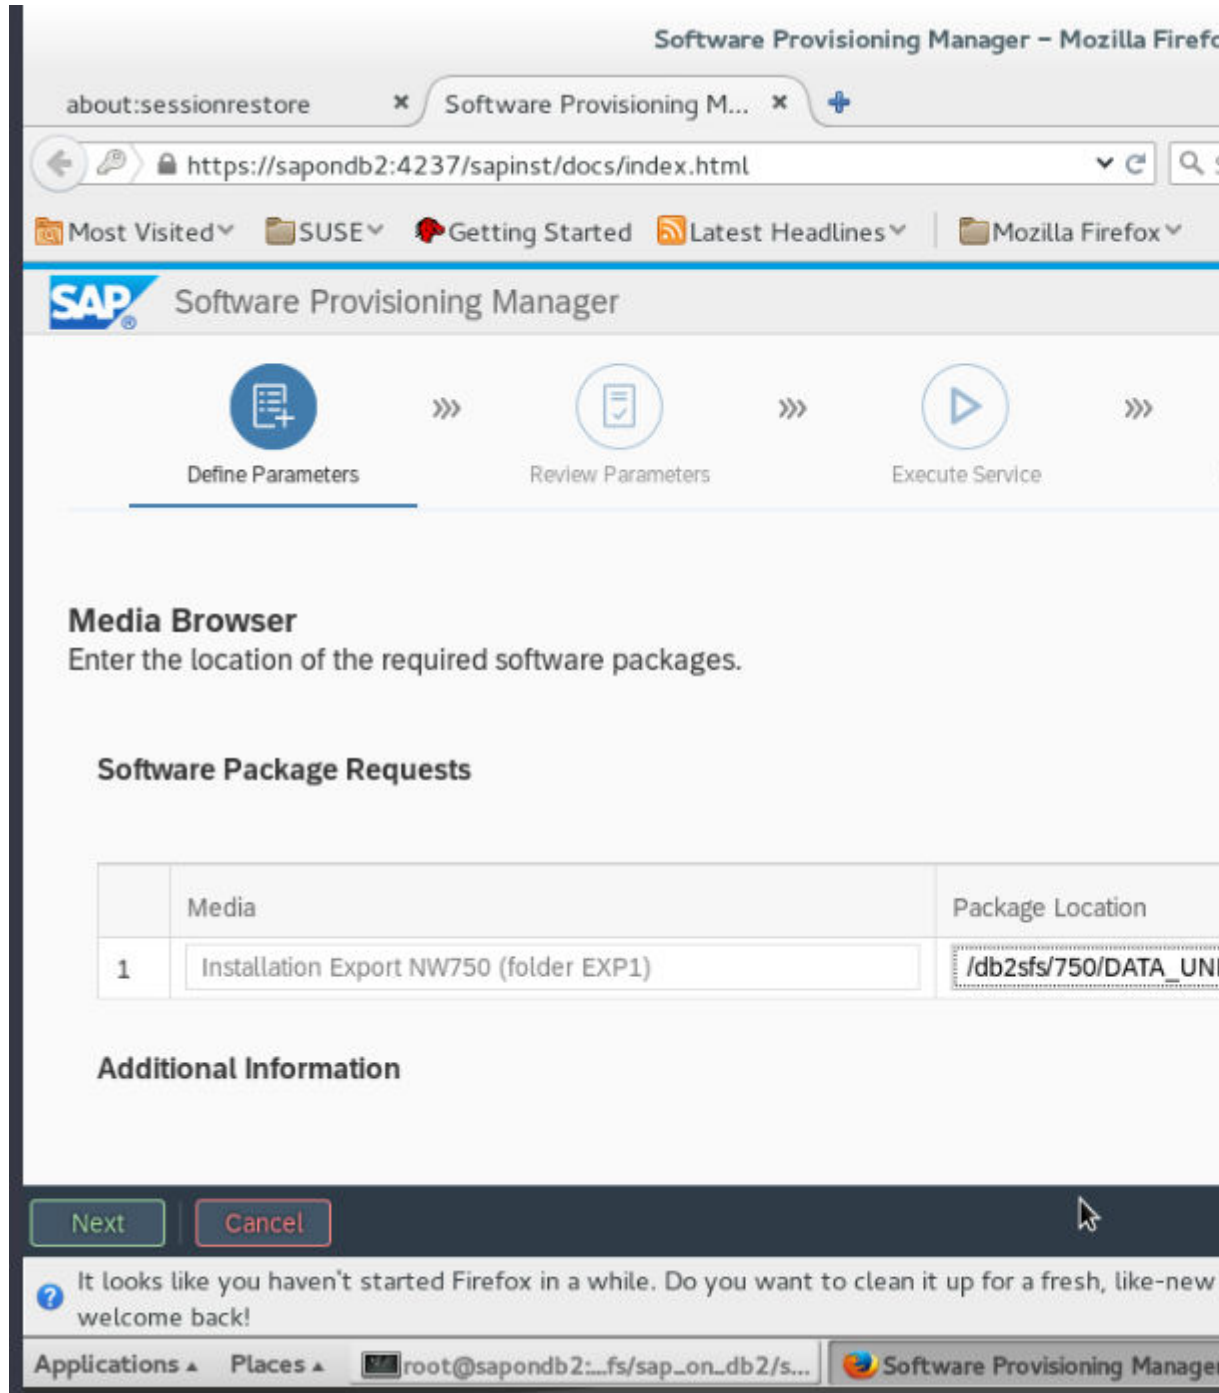 Software Provisioning Manager – Mozilla Firefo
about:sessionrestore
Software Provisioning M...
https://sapondb2:4237/sapinst/docs/index.html
Most Visited SUSE Getting Started Latest Headlines Mozilla Firefox
SAP® Software Provisioning Manager
Define Parameters Review Parameters Execute Service
Media Browser
Enter the location of the required software packages.
Software Package Requests
Media Package Location
1 Installation Export NW750 (folder EXP1) /db2sfs/750/DATA_UNI
Additional Information
Next Cancel
It looks like you haven't started Firefox in a while. Do you want to clean it up for a fresh, like-new
welcome back!
Applications Places root@sapondb2:...fs/sap_on_db2/s... Software Provisioning Manager